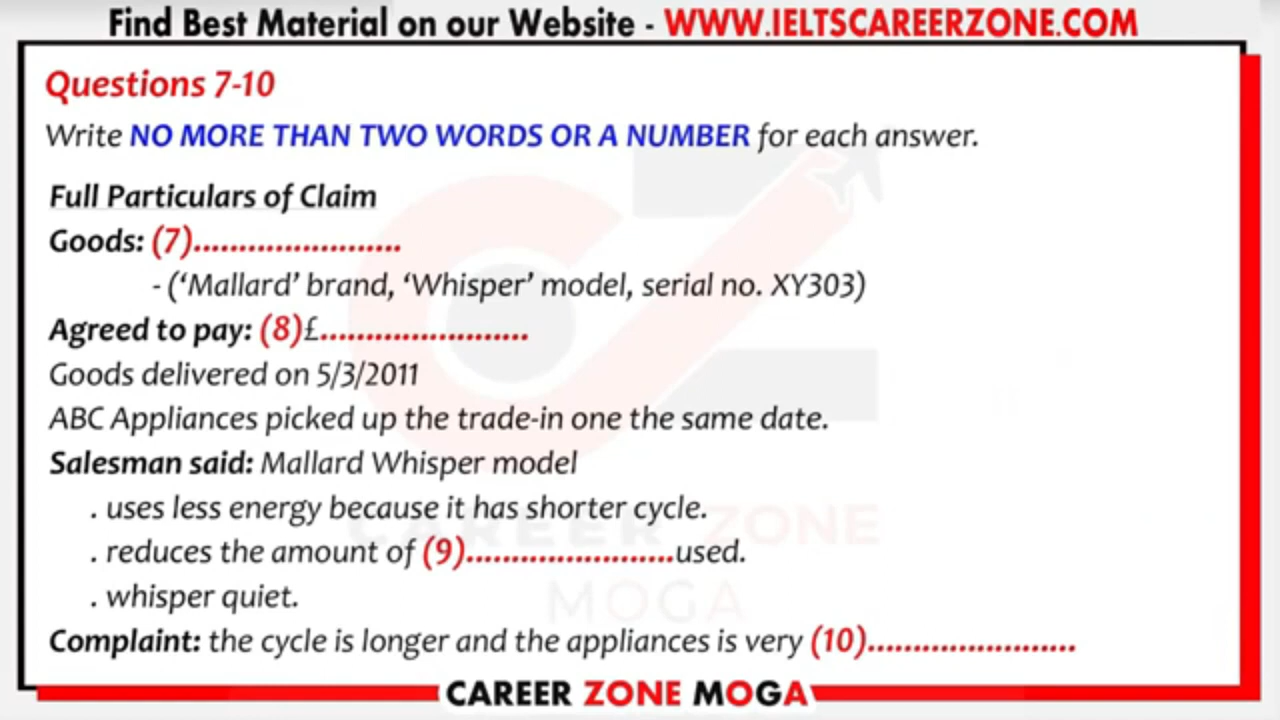 Find Best Material on our Website - WWW.IELTSCAREERZONE.COM
Questions 7-10
Write NO MORE THAN TWO WORDS OR A NUMBER for each answer.
Full Particulars of Claim
Goods: (7).......................
- ('Mallard' brand, 'Whisper' model, serial no. XY303)
Agreed to pay: (8)£.......................
Goods delivered on 5/3/2011
ABC Appliances picked up the trade-in one the same date.
Salesman said: Mallard Whisper model
. uses less energy because it has shorter cycle.
. reduces the amount of (9).......................used.
. whisper quiet.
Complaint: the cycle is longer and the appliances is very (10).......................
CAREER ZONE
MOGA
CAREER ZONE MOGA